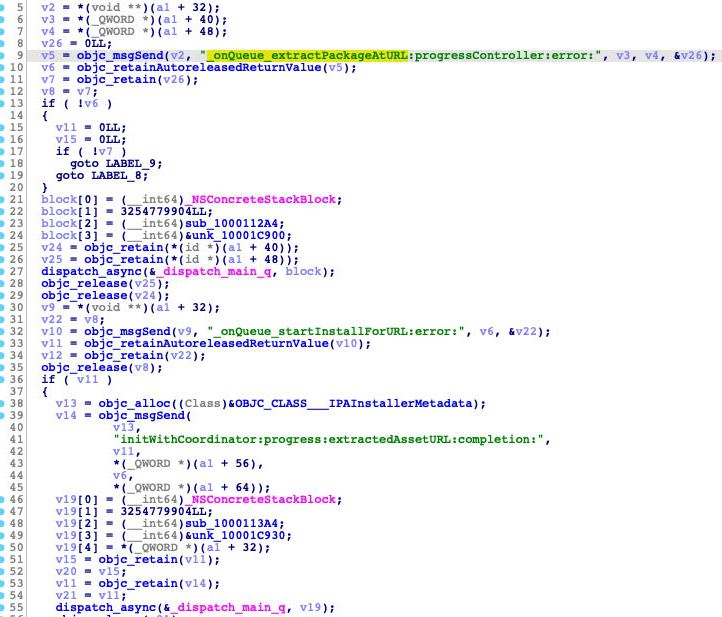 5 v2 = *(void **)(a1 + 32);
6 v3 = *(_QWORD *)(a1 + 40);
7 v4 = *(_QWORD *)(a1 + 48);
8 v26 = 0LL;
9 v5 = objc_msgSend(v2, "_onQueue_extractPackageAtURL:progressController:error:", v3, v4, &v26);
10 v6 = objc_retainAutoreleasedReturnValue(v5);
11 v7 = objc_retain(v26);
12 v8 = v7;
13 if ( !v6 )
14 {
15 v11 = 0LL;
16 v15 = 0LL;
17 if ( !v7 )
18 goto LABEL_9;
19 goto LABEL_8;
20 }
21 block[0] = (__int64)_NSConcreteStackBlock;
22 block[1] = 3254779904LL;
23 block[2] = (__int64)sub_1000112A4;
24 block[3] = (__int64)&unk_10001C900;
25 v24 = objc_retain(*(id *)(a1 + 40));
26 v25 = objc_retain(*(id *)(a1 + 48));
27 dispatch_async(&_dispatch_main_q, block);
28 objc_release(v25);
29 objc_release(v24);
30 v9 = *(void **)(a1 + 32);
31 v22 = v8;
32 v10 = objc_msgSend(v9, "_onQueue_startInstallForURL:error:", v6, &v22);
33 v11 = objc_retainAutoreleasedReturnValue(v10);
34 v12 = objc_retain(v22);
35 objc_release(v8);
36 if ( v11 )
37 {
38 v13 = objc_alloc((Class)&OBJC_CLASS___IPAInstallerMetadata);
39 v14 = objc_msgSend(
40 v13,
41 "initWithCoordinator:progress:extractedAssetURL:completion:",
42 v11,
43 *(_QWORD *)(a1 + 56),
44 v6,
45 *(_QWORD *)(a1 + 64));
46 v19[0] = (__int64)_NSConcreteStackBlock;
47 v19[1] = 3254779904LL;
48 v19[2] = (__int64)sub_1000113A4;
49 v19[3] = (__int64)&unk_10001C930;
50 v19[4] = *(_QWORD *)(a1 + 32);
51 v15 = objc_retain(v11);
52 v20 = v15;
53 v11 = objc_retain(v14);
54 v21 = v11;
55 dispatch_async(&_dispatch_main_q, v19);